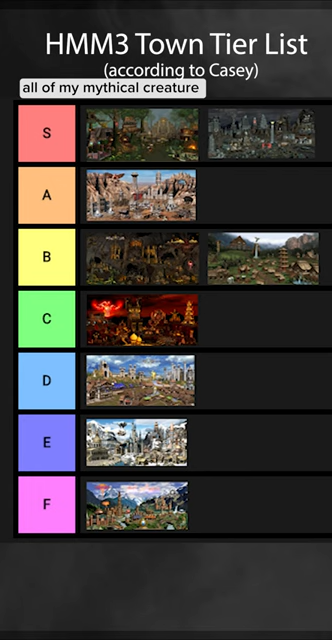 HMM3 Town Tier List
(according to Casey)
all of my mythical creature
S
A
B
C
D
E
F